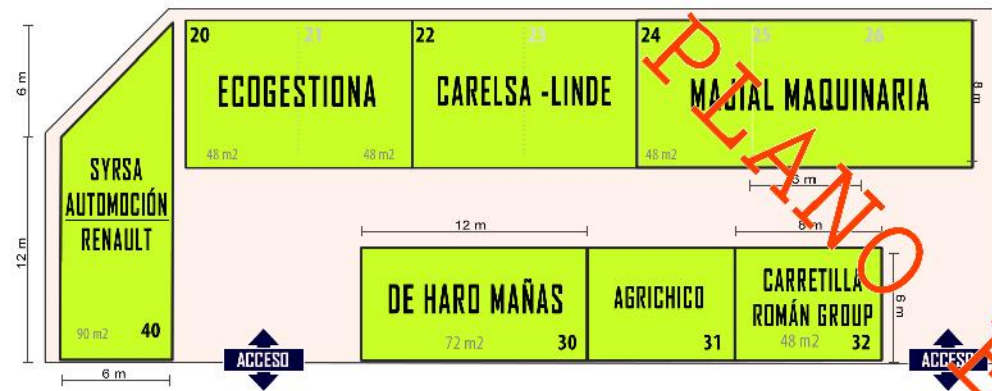 20
21
22
23
24
25
26
6 m
ECOGESTIONA
CARELSA -LINDE
MAJIAL MAQUINARIA
8 m
48 m2
48 m2
48 m2
SYRSA
AUTOMOCIÓN
RENAULT
12 m
90 m2
40
6 m
12 m
DE HARO MAÑAS
72 m2
30
AGRICHICO
31
CARRETILLA
ROMÁN GROUP
48 m2
32
6 m
ACCESO
ACCESO
PLANO